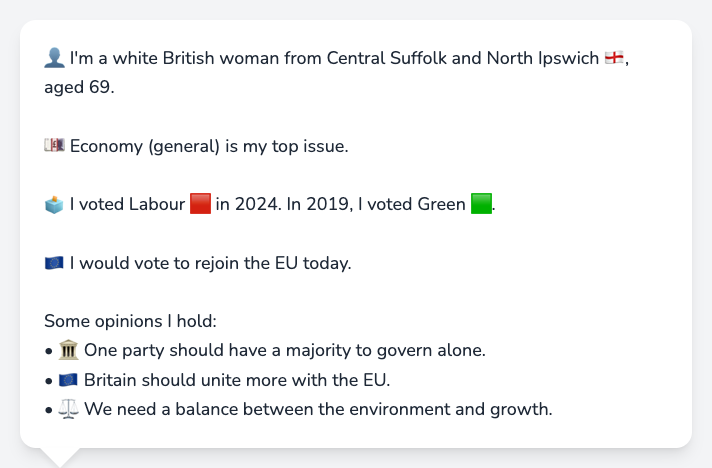 👤 I'm a white British woman from Central Suffolk and North Ipswich 🏴󠁧󠁢󠁥󠁮󠁧󠁿,
aged 69.
💷 Economy (general) is my top issue.
🗳️ I voted Labour 🟥 in 2024. In 2019, I voted Green 🟩.
🇪🇺 I would vote to rejoin the EU today.
Some opinions I hold:
• 🏛️ One party should have a majority to govern alone.
• 🇪🇺 Britain should unite more with the EU.
• ⚖️ We need a balance between the environment and growth.